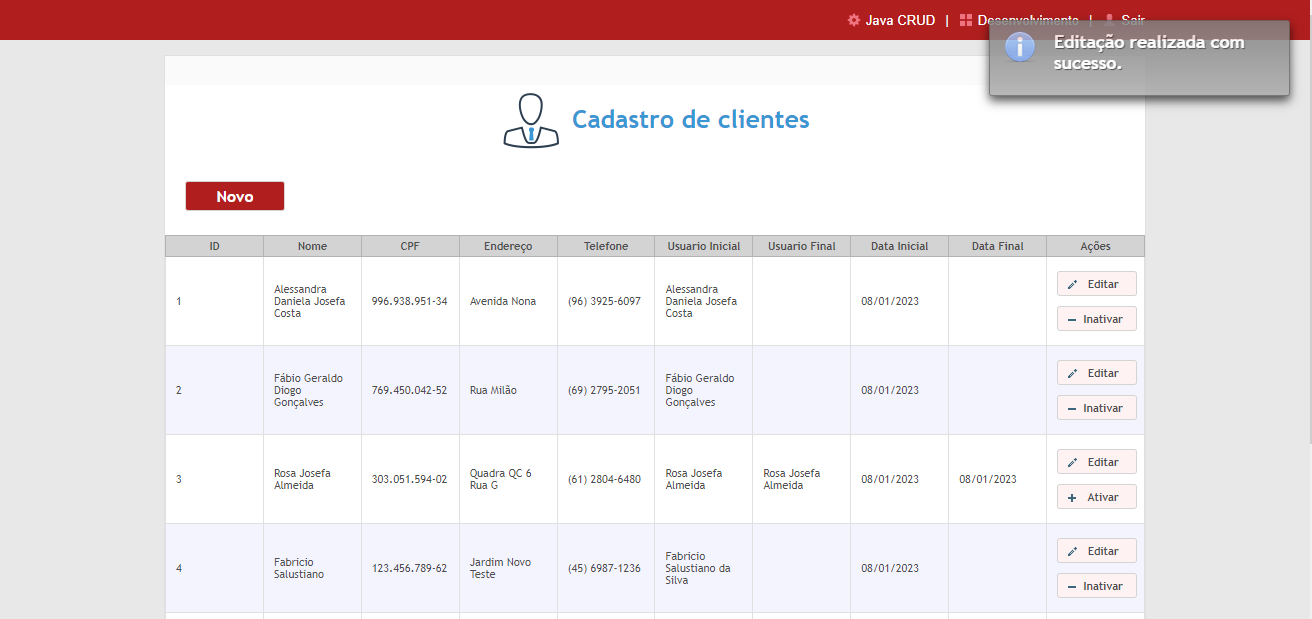 Java CRUD | Desenvolvimento | Sair
Editação realizada com
sucesso.
Cadastro de clientes
Novo
ID Nome CPF Endereço Telefone Usuario Inicial Usuario Final Data Inicial Data Final Ações
1
Alessandra
Daniela Josefa
Costa
996.938.951-34
Avenida Nona
(96) 3925-6097
Alessandra
Daniela Josefa
Costa
08/01/2023
Editar
Inativar
2
Fábio Geraldo
Diogo
Gonçalves
769.450.042-52
Rua Milão
(69) 2795-2051
Fábio Geraldo
Diogo
Gonçalves
08/01/2023
Editar
Inativar
3
Rosa Josefa
Almeida
303.051.594-02
Quadra QC 6
Rua G
(61) 2804-6480
Rosa Josefa
Almeida
Rosa Josefa
Almeida
08/01/2023
08/01/2023
Editar
Ativar
4
Fabricio
Salustiano
123.456.789-62
Jardim Novo
Teste
(45) 6987-1236
Fabricio
Salustiano da
Silva
08/01/2023
Editar
Inativar